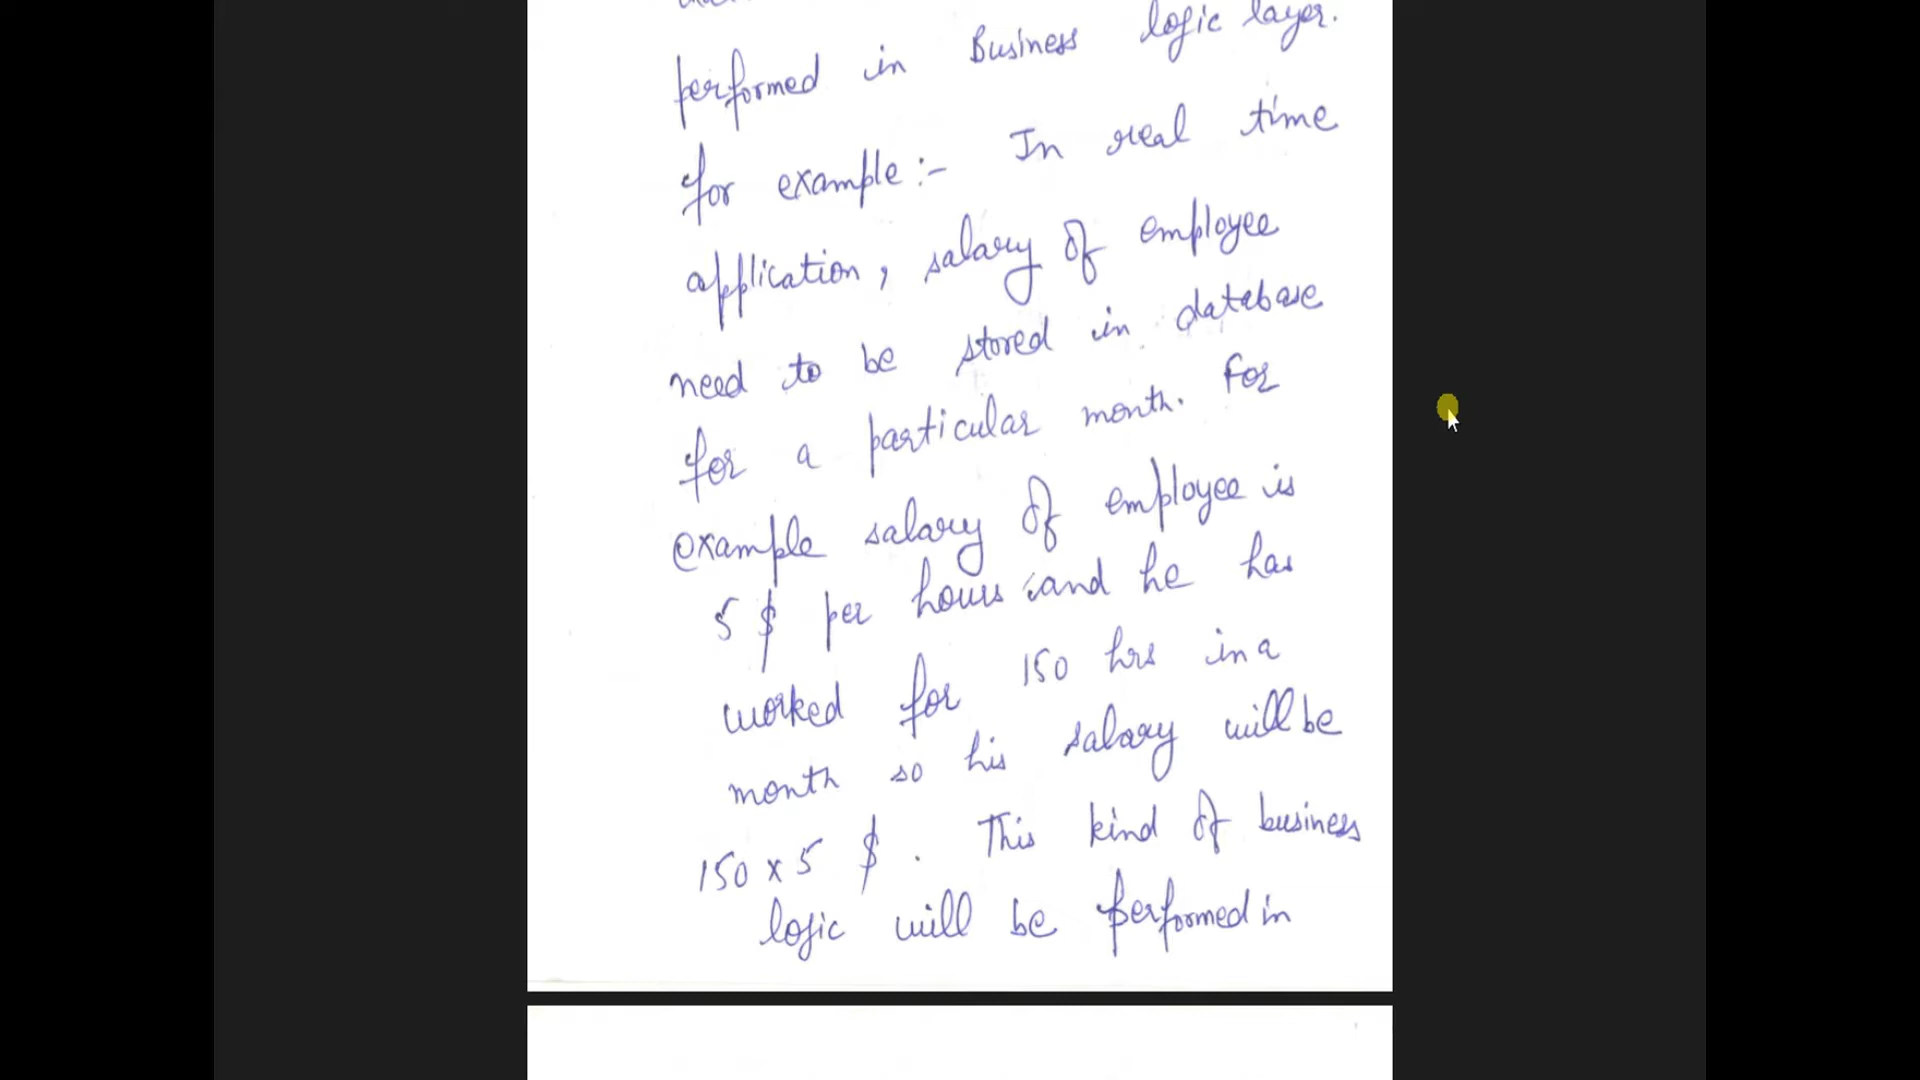 performed in Business logic layer.
for example :- In real time
application, salary of employee
need to be stored in database
for a particular month. For
example salary of employee is
5 $ per hours and he has
worked for 150 hrs in a
month so his salary will be
150 x 5 $ . This kind of business
logic will be performed in